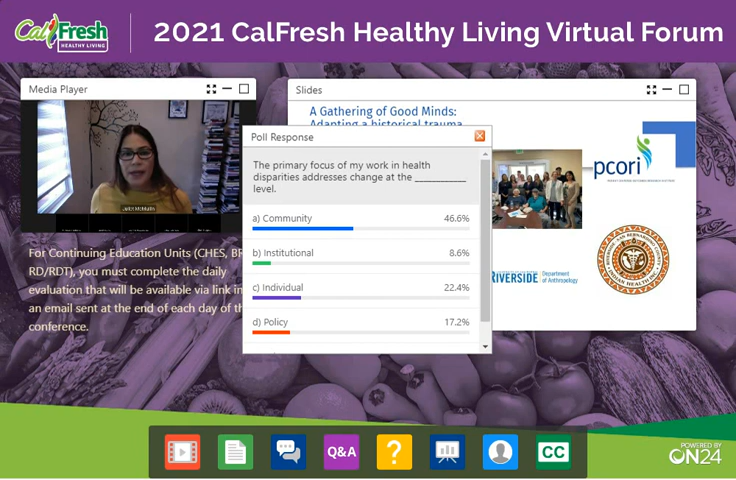 CalFresh
HEALTHY LIVING
2021 CalFresh Healthy Living Virtual Forum
Media Player
Slides
A Gathering of Good Minds:
Adapting a historical trauma
Poll Response
The primary focus of my work in health
disparities addresses change at the __________
level.
a) Community 46.6%
b) Institutional 8.6%
c) Individual 22.4%
d) Policy 17.2%
pcori
RIVERSIDE Department
of Anthropology
For Continuing Education Units (CHES,
RD/RDT), you must complete the daily
evaluation that will be available via link in
an email sent at the end of each day of
conference.
Q&A
?
CC
POWERED BY
ON24